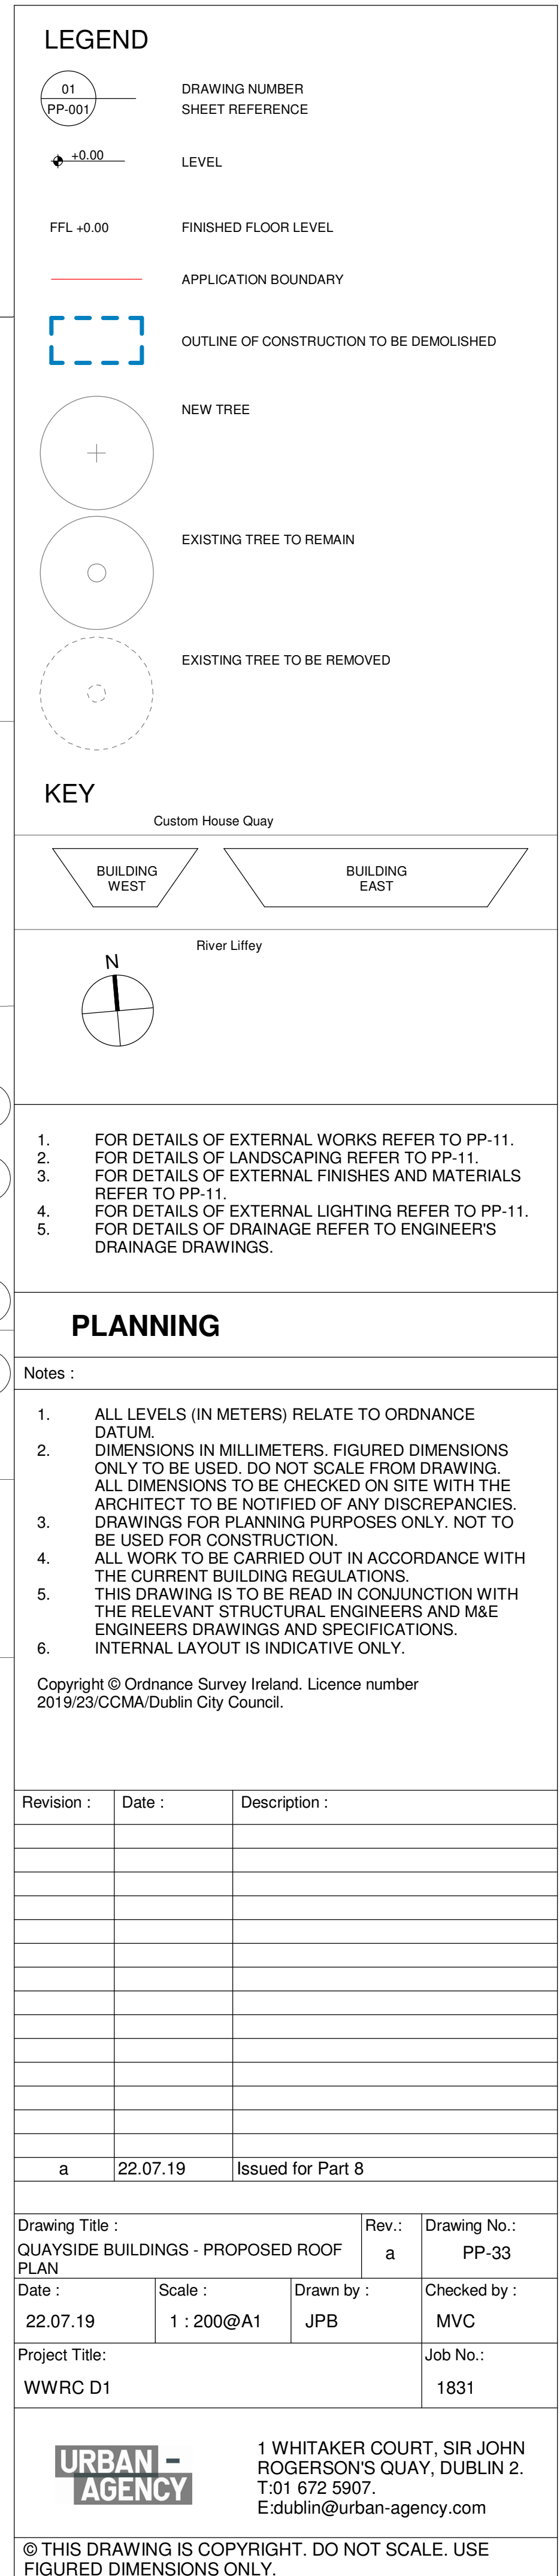 LEGEND
01
PP-001
DRAWING NUMBER
SHEET REFERENCE
+0.00
LEVEL
FFL +0.00
FINISHED FLOOR LEVEL
APPLICATION BOUNDARY
OUTLINE OF CONSTRUCTION TO BE DEMOLISHED
NEW TREE
EXISTING TREE TO REMAIN
EXISTING TREE TO BE REMOVED
KEY
Custom House Quay
BUILDING
WEST
BUILDING
EAST
River Liffey
N
1. FOR DETAILS OF EXTERNAL WORKS REFER TO PP-11.
2. FOR DETAILS OF LANDSCAPING REFER TO PP-11.
3. FOR DETAILS OF EXTERNAL FINISHES AND MATERIALS
REFER TO PP-11.
4. FOR DETAILS OF EXTERNAL LIGHTING REFER TO PP-11.
5. FOR DETAILS OF DRAINAGE REFER TO ENGINEER'S
DRAINAGE DRAWINGS.
PLANNING
Notes :
1. ALL LEVELS (IN METERS) RELATE TO ORDNANCE
DATUM.
2. DIMENSIONS IN MILLIMETERS. FIGURED DIMENSIONS
ONLY TO BE USED. DO NOT SCALE FROM DRAWING.
ALL DIMENSIONS TO BE CHECKED ON SITE WITH THE
ARCHITECT TO BE NOTIFIED OF ANY DISCREPANCIES.
3. DRAWINGS FOR PLANNING PURPOSES ONLY. NOT TO
BE USED FOR CONSTRUCTION.
4. ALL WORK TO BE CARRIED OUT IN ACCORDANCE WITH
THE CURRENT BUILDING REGULATIONS.
5. THIS DRAWING IS TO BE READ IN CONJUNCTION WITH
THE RELEVANT STRUCTURAL ENGINEERS AND M&E
ENGINEERS DRAWINGS AND SPECIFICATIONS.
6. INTERNAL LAYOUT IS INDICATIVE ONLY.
Copyright © Ordnance Survey Ireland. Licence number
2019/23/CCMA/Dublin City Council.
Revision : Date : Description :
a 22.07.19 Issued for Part 8
Drawing Title : Rev.: Drawing No.:
QUAYSIDE BUILDINGS - PROPOSED ROOF
PLAN
a PP-33
Date : Scale : Drawn by : Checked by :
22.07.19 1 : 200@A1 JPB MVC
Project Title: Job No.:
WWRC D1 1831
URBAN -
AGENCY
1 WHITAKER COURT, SIR JOHN
ROGERSON'S QUAY, DUBLIN 2.
T:01 672 5907.
E:dublin@urban-agency.com
© THIS DRAWING IS COPYRIGHT. DO NOT SCALE. USE
FIGURED DIMENSIONS ONLY.